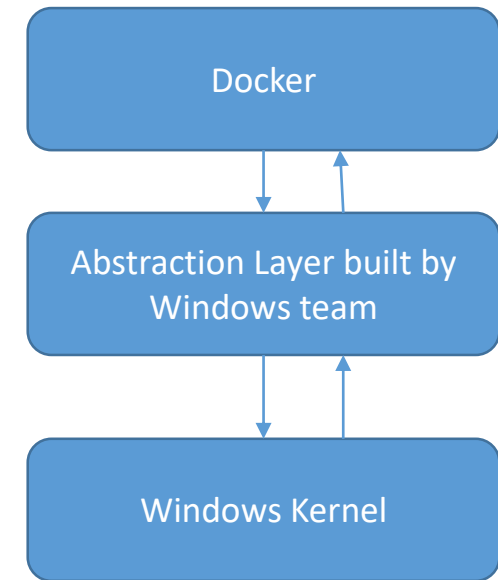 Docker
Abstraction Layer built by
Windows team
Windows Kernel